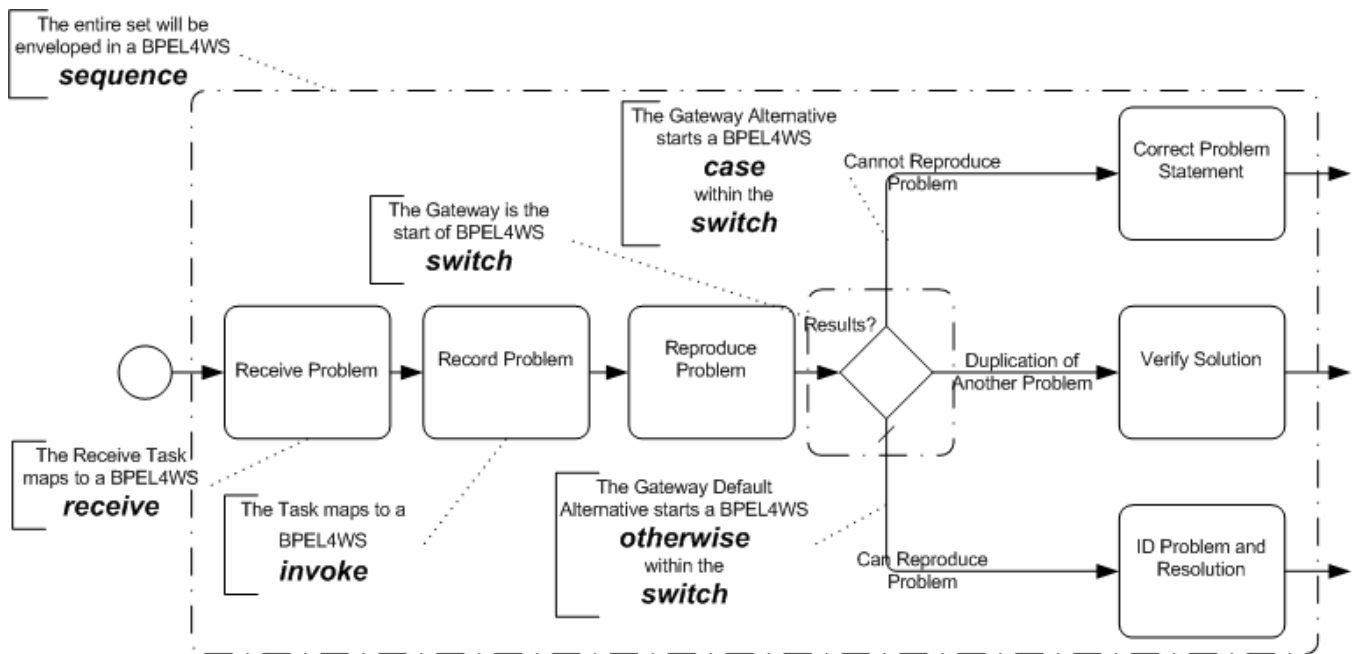 The entire set will be
enveloped in a BPEL4WS
sequence
The Gateway Alternative
starts a BPEL4WS
case
within the
switch
Cannot Reproduce
Problem
Correct Problem
Statement
The Gateway is the
start of BPEL4WS
switch
Receive Problem
Record Problem
Reproduce
Problem
Results?
Duplication of
Another Problem
Verify Solution
The Receive Task
maps to a BPEL4WS
receive
The Task maps to a
BPEL4WS
invoke
The Gateway Default
Alternative starts a BPEL4WS
otherwise
within the
switch
Can Reproduce
Problem
ID Problem and
Resolution